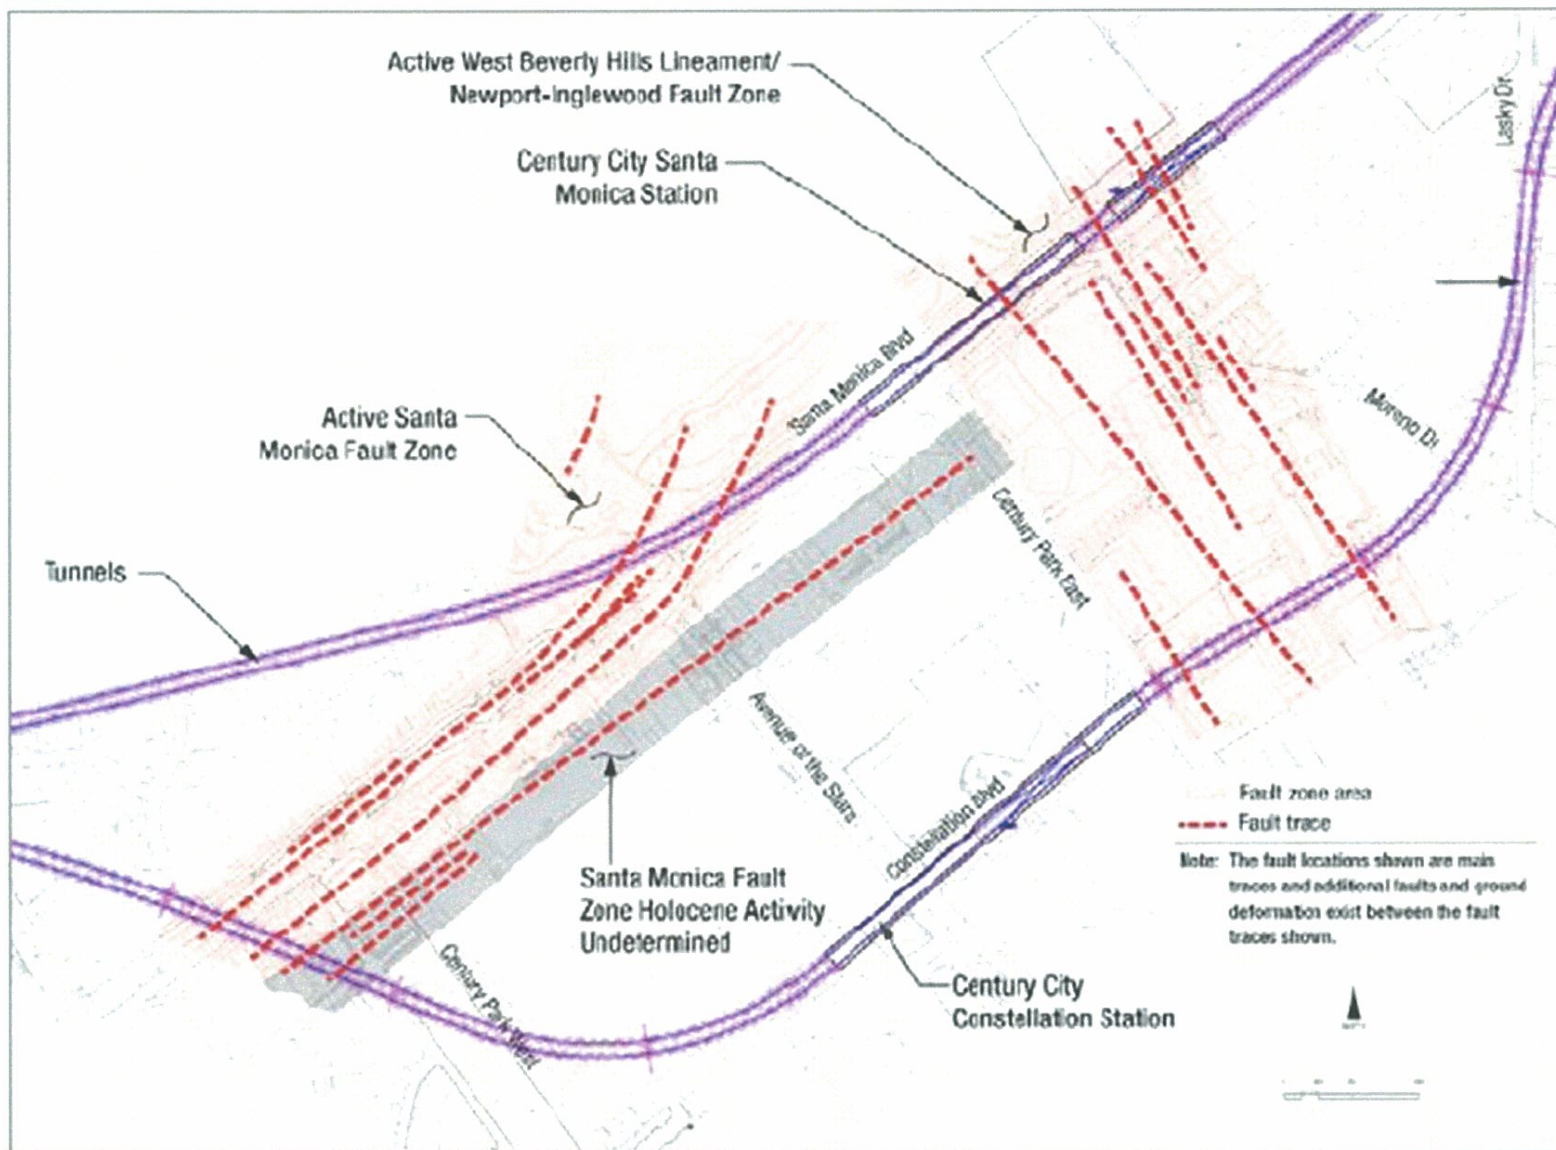 Active West Beverly Hills Lineament/
Newport-Inglewood Fault Zone
Lasky Dr
Century City Santa
Monica Station
Santa Monica Blvd
Active Santa
Monica Fault Zone
Moreno Dr
Century Park East
Tunnels
Avenue of the Stars
Constellation Blvd
Fault zone area
Fault trace
Note: The fault locations shown are main
traces and additional faults and ground
deformation exist between the fault
traces shown.
Santa Monica Fault
Zone Holocene Activity
Undetermined
Century Park West
Century City
Constellation Station